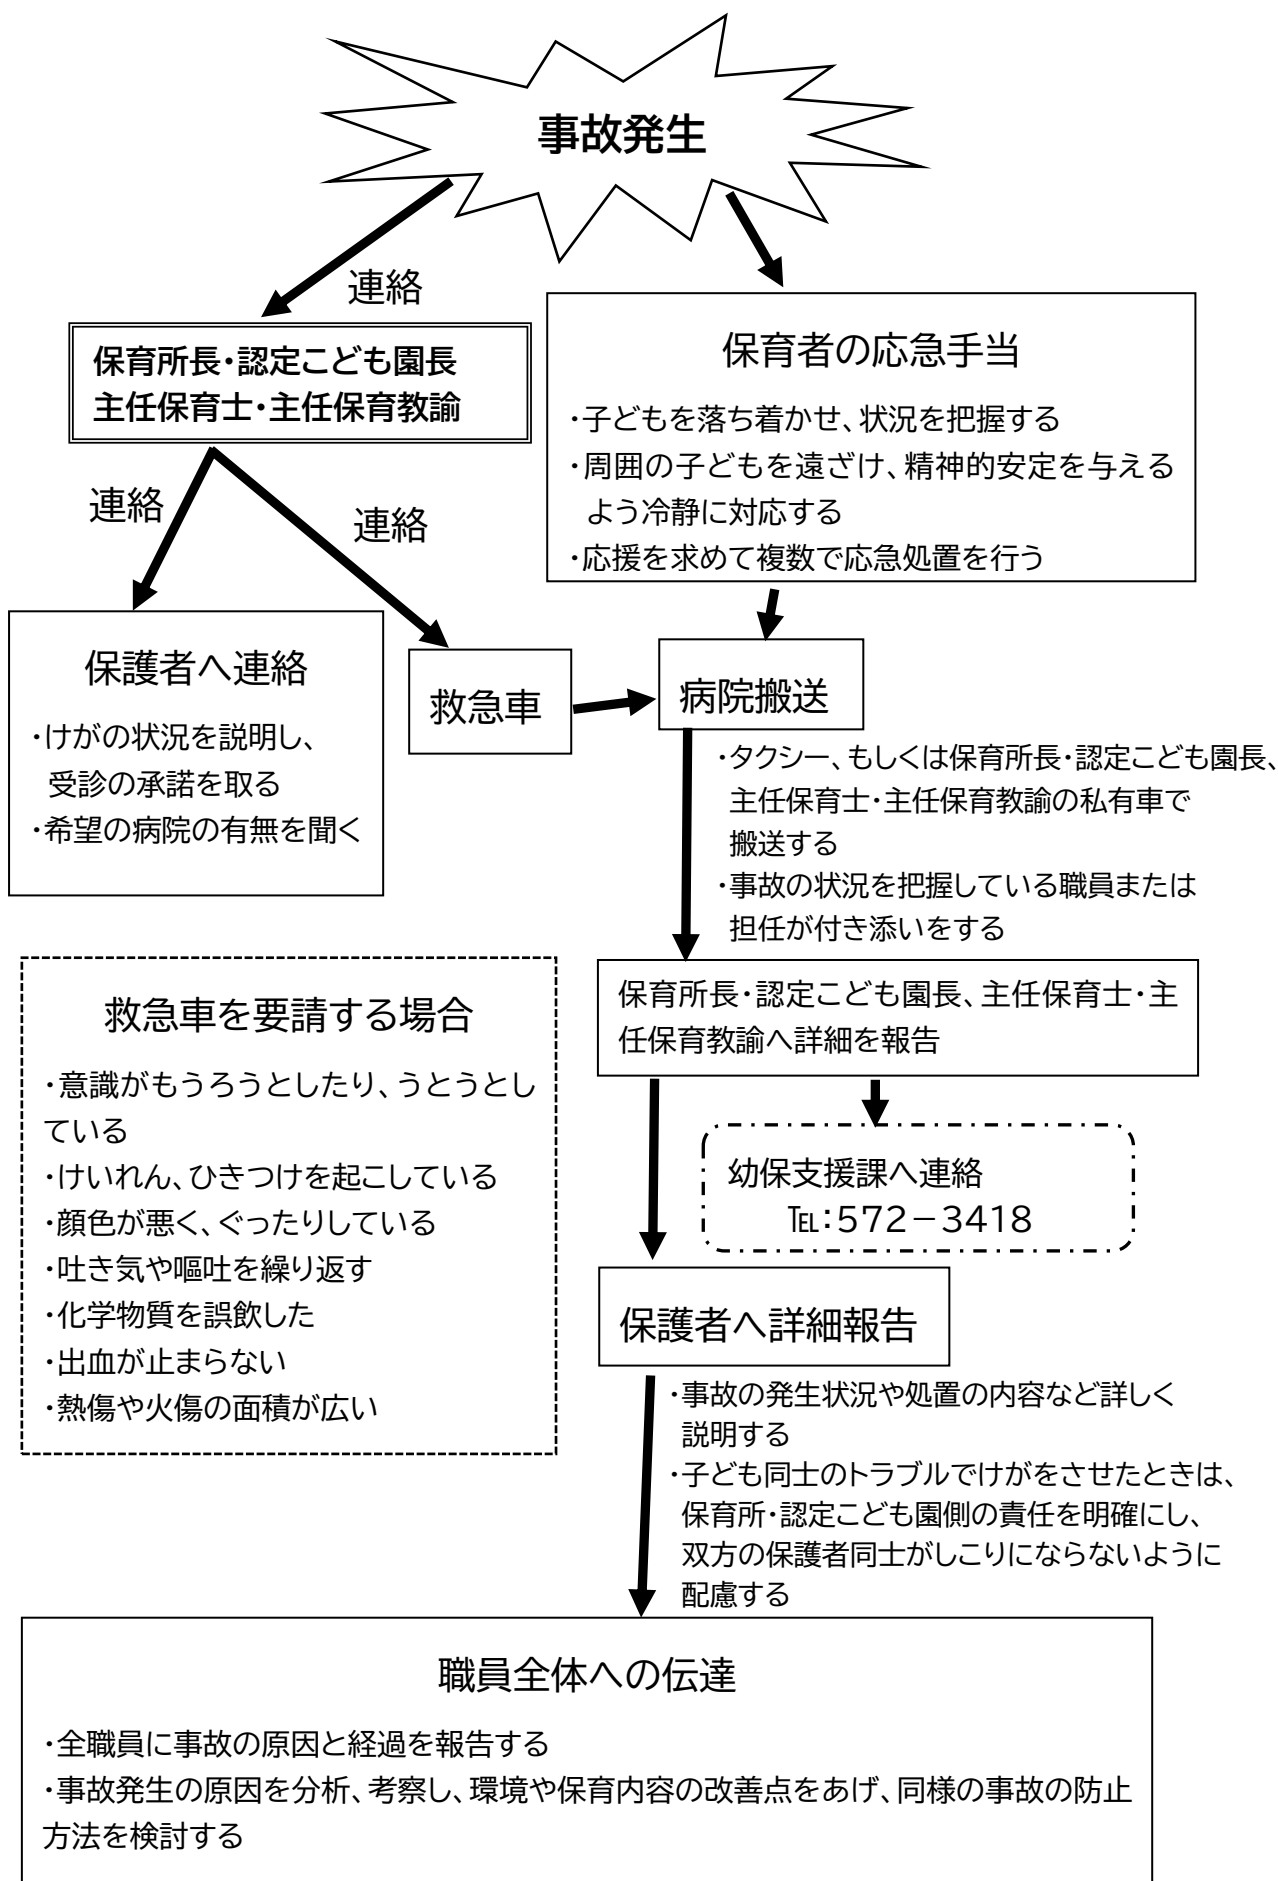 事故発生
連絡
保育所長・認定こども園長
主任保育士・主任保育教諭
保育者の応急手当
・子どもを落ち着かせ、状況を把握する
・周囲の子どもを遠ざけ、精神的安定を与える
よう冷静に対応する
・応援を求めて複数で応急処置を行う
連絡
連絡
保護者へ連絡
・けがの状況を説明し、
受診の承諾を取る
・希望の病院の有無を聞く
救急車
病院搬送
・タクシー、もしくは保育所長・認定こども園長、
主任保育士・主任保育教諭の私有車で
搬送する
・事故の状況を把握している職員または
担任が付き添いをする
救急車を要請する場合
・意識がもうろうとしたり、うとうとし
ている
・けいれん、ひきつけを起こしている
・顔色が悪く、ぐったりしている
・吐き気や嘔吐を繰り返す
・化学物質を誤飲した
・出血が止まらない
・熱傷や火傷の面積が広い
保育所長・認定こども園長、主任保育士・主
任保育教諭へ詳細を報告
幼保支援課へ連絡
℡：572－3418
保護者へ詳細報告
・事故の発生状況や処置の内容など詳しく
説明する
・子ども同士のトラブルでけがをさせたときは、
保育所・認定こども園側の責任を明確にし、
双方の保護者同士がしこりにならないように
配慮する
職員全体への伝達
・全職員に事故の原因と経過を報告する
・事故発生の原因を分析、考察し、環境や保育内容の改善点をあげ、同様の事故の防止
方法を検討する